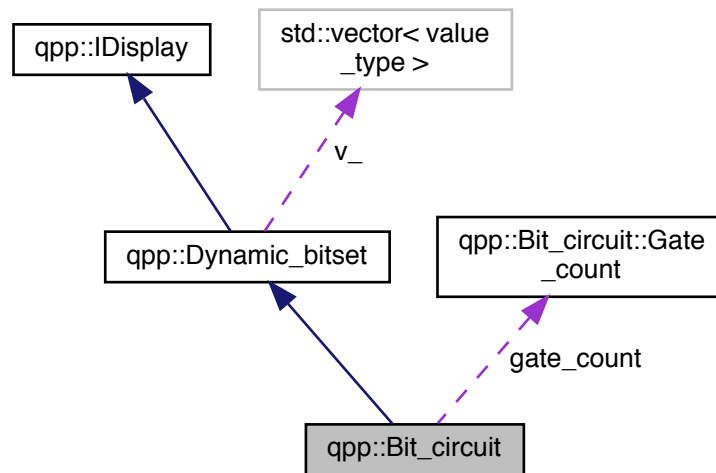 qpp::IDisplay
std::vector< value
_type >
v_
qpp::Dynamic_bitset
qpp::Bit_circuit::Gate
_count
gate_count
qpp::Bit_circuit